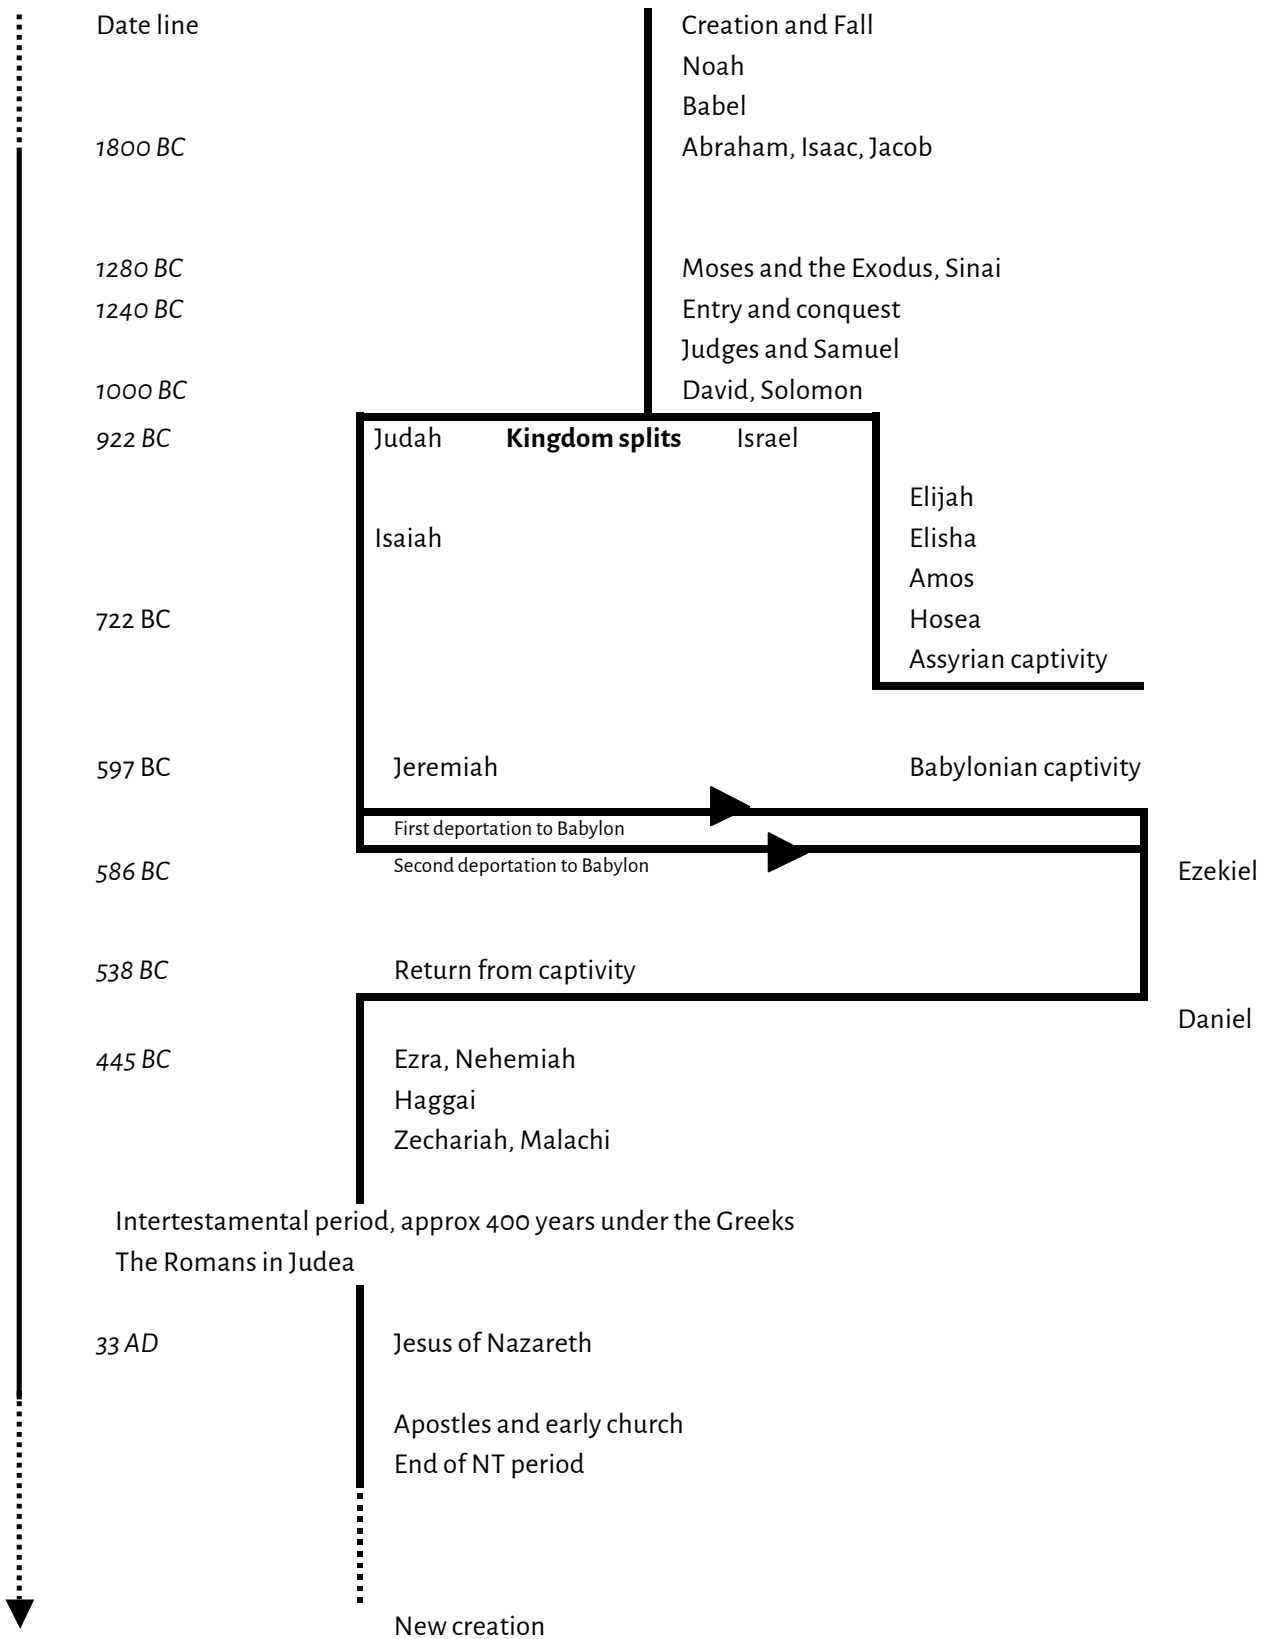 Date line Creation and Fall
Noah
Babel
1800 BC Abraham, Isaac, Jacob
1280 BC Moses and the Exodus, Sinai
1240 BC Entry and conquest
Judges and Samuel
1000 BC David, Solomon
922 BC Judah Kingdom splits Israel
Elijah
Isaiah Elisha
Amos
722 BC Hosea
Assyrian captivity
597 BC Jeremiah Babylonian captivity
First deportation to Babylon
Second deportation to Babylon
586 BC Ezekiel
538 BC Return from captivity
Daniel
445 BC Ezra, Nehemiah
Haggai
Zechariah, Malachi
Intertestamental period, approx 400 years under the Greeks
The Romans in Judea
33 AD Jesus of Nazareth
Apostles and early church
End of NT period
New creation